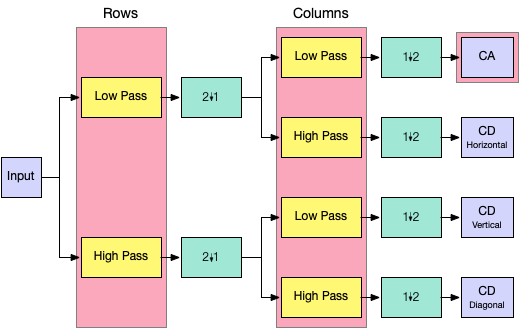 Rows
Columns
Low Pass
2↓1
Low Pass
1↓2
CA
High Pass
1↓2
CD
Horizontal
Input
High Pass
2↓1
Low Pass
1↓2
CD
Vertical
High Pass
1↓2
CD
Diagonal